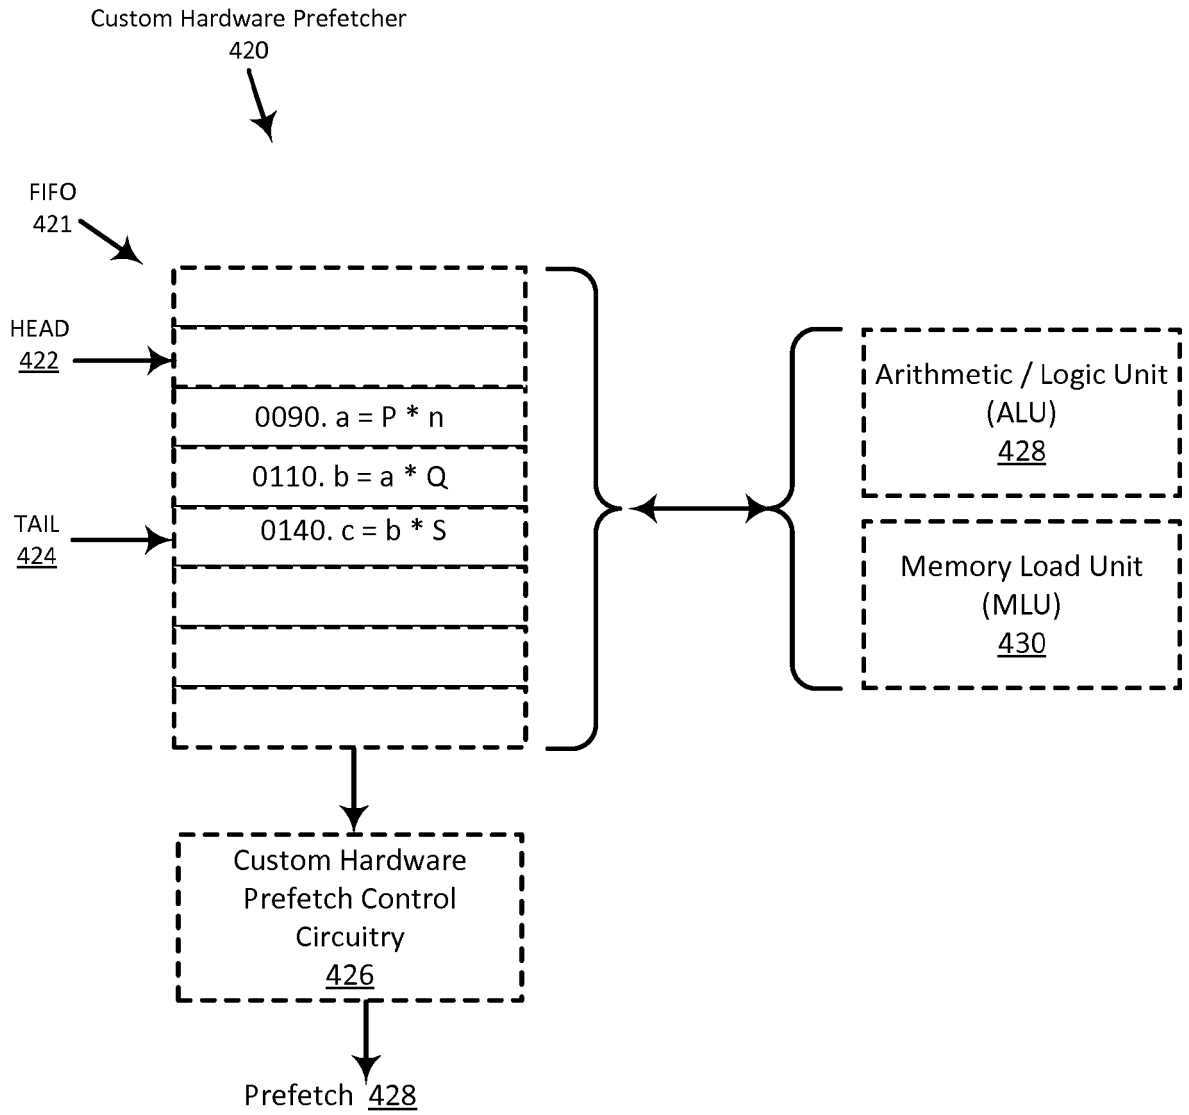 Custom Hardware Prefetcher
420
FIFO
421
HEAD
422
0090. a = P * n
0110. b = a * Q
TAIL
424
0140. c = b * S
Arithmetic / Logic Unit
(ALU)
428
Memory Load Unit
(MLU)
430
Custom Hardware
Prefetch Control
Circuitry
426
Prefetch 428